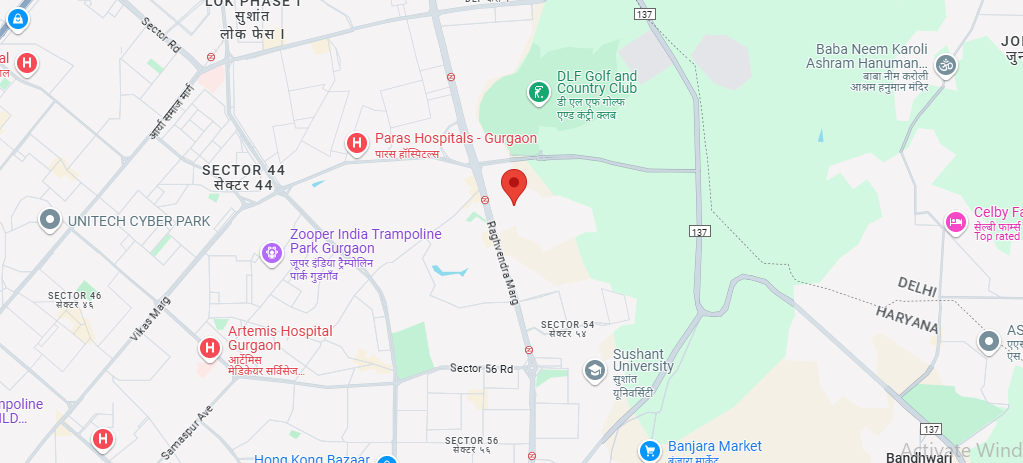 LOK PHASE I
सुशांत
लोक फेस I
Sector Rd
137
Baba Neem Karoli
Ashram Hanuman...
बाबा नीम करोली
आश्रम हनुमान मंदिर
DLF Golf and
Country Club
डी एल एफ गोल्फ
एण्ड कंट्री क्लब
आर्या समाज मार्ग
H
Paras Hospitals - Gurgaon
पारस हॉस्पिटल्स
H
SECTOR 44
सेक्टर 44
UNITECH CYBER PARK
Zooper India Trampoline
Park Gurgaon
जूपर इंडिया ट्रैम्पोलिन
पार्क गुड़गाँव
Raghvendra Marg
137
Celby Fa
सेल्बी फार्म्स
Top rated
DELHI
HARYANA
SECTOR 46
सेक्टर ४६
Vikas Marg
H
Artemis Hospital
Gurgaon
आर्टेमिस
मेडिकेयर सर्विसेज...
SECTOR 54
सेक्टर ५४
Sector 56 Rd
Sushant
University
सुशांत
यूनिवर्सिटी
Samaspur Ave
H
SECTOR 56
सेक्टर ५६
Hong Kong Bazaar
Banjara Market
बंजारा मार्केट
137
Bandhwari
Activate Wind